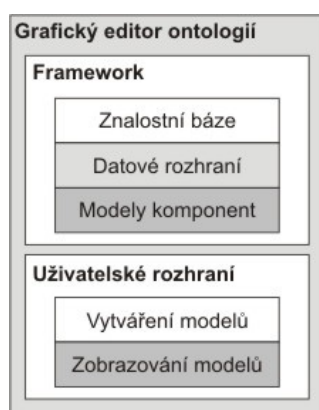 Grafický editor ontologií
Framework
Znalostní báze
Datové rozhraní
Modely komponent
Uživatelské rozhraní
Vytváření modelů
Zobrazování modelů